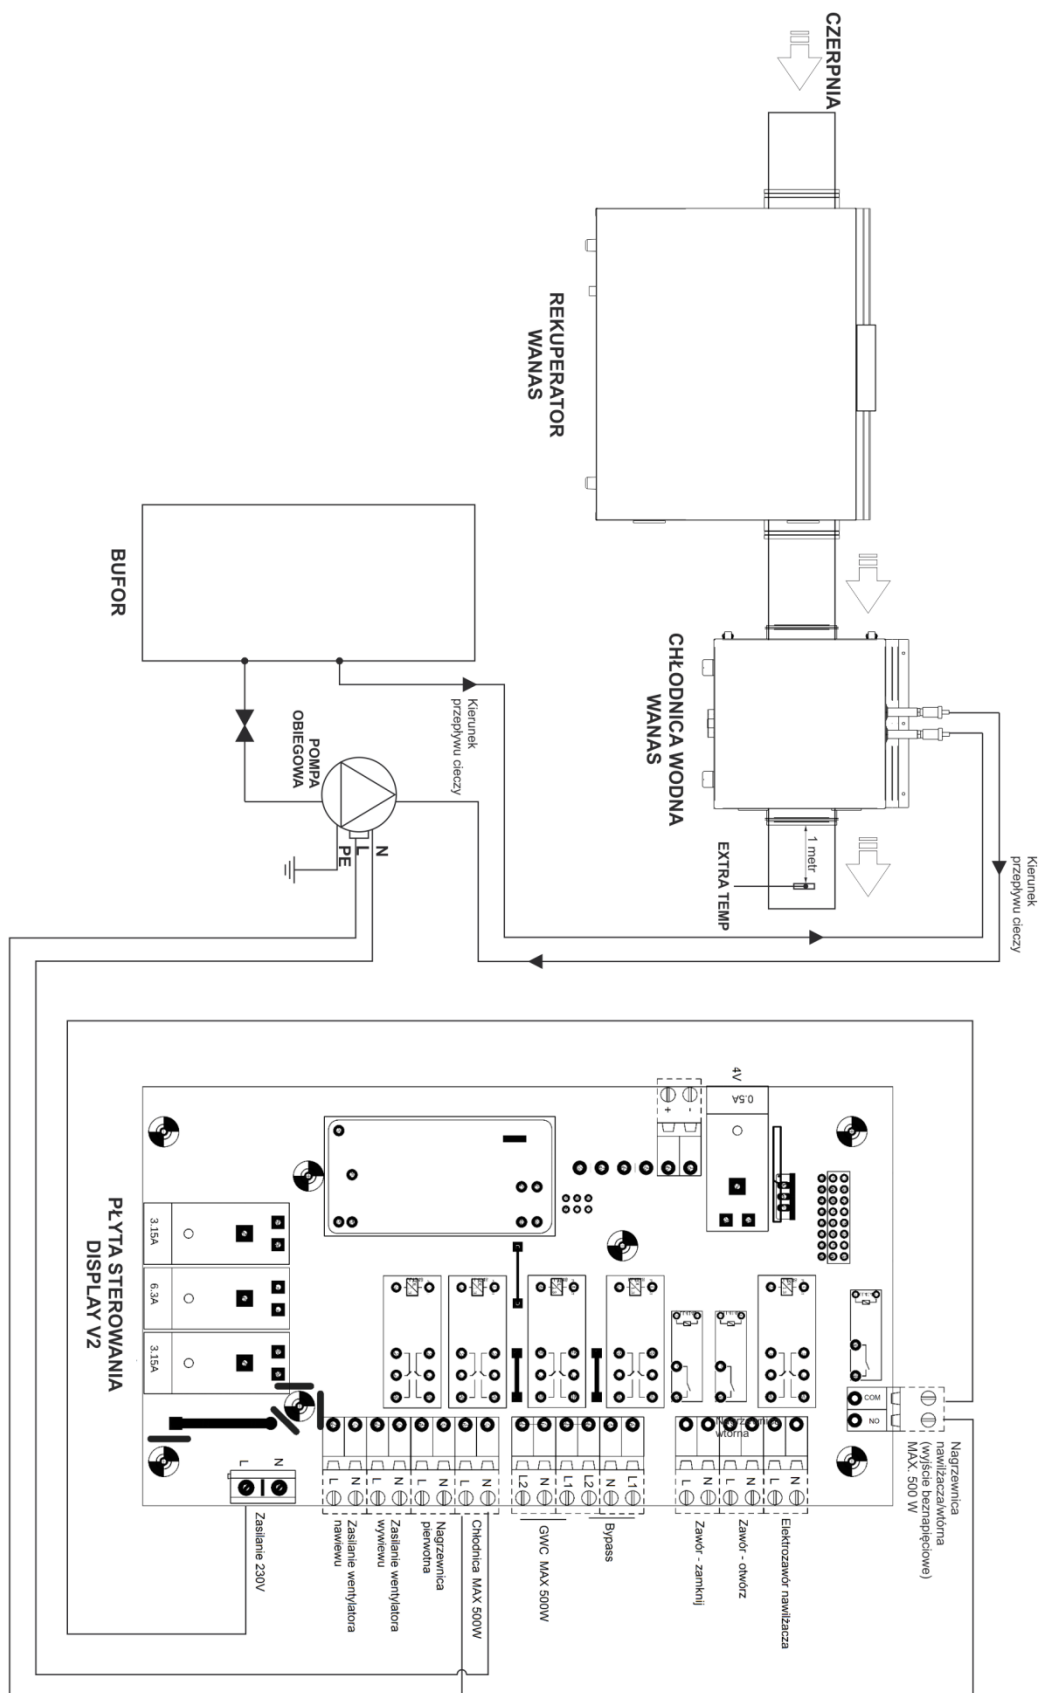 CZERPNIA
REKUPERATOR
WANAS
CHŁODNICA WODNA
WANAS
1 metr
EXTRA TEMP
Kierunek
przepływu cieczy
BUFOR
Kierunek
przepływu cieczy
POMPA
OBIEGOWA
N
L
PE
PŁYTA STEROWANIA
DISPLAY V2
4V
0.5A
+
-
3.15A
6.3A
3.15A
COM
NO
Nagrzewnica
nawilżacza/wtórna
(wyjście beznapięciowe)
MAX. 500 W
wtórna
N
L
Elektrozawór nawilżacza
N
L
Zawór - otwórz
N
L
Zawór - zamknij
L1
N
L2
Bypass
L1
N
L2
GWC MAX 500W
N
L
Chłodnica MAX 500W
N
L
Nagrzewnica
pierwotna
N
L
Zasilanie wentylatora
wywiewu
N
L
Zasilanie wentylatora
nawiewu
N
L
Zasilanie 230V